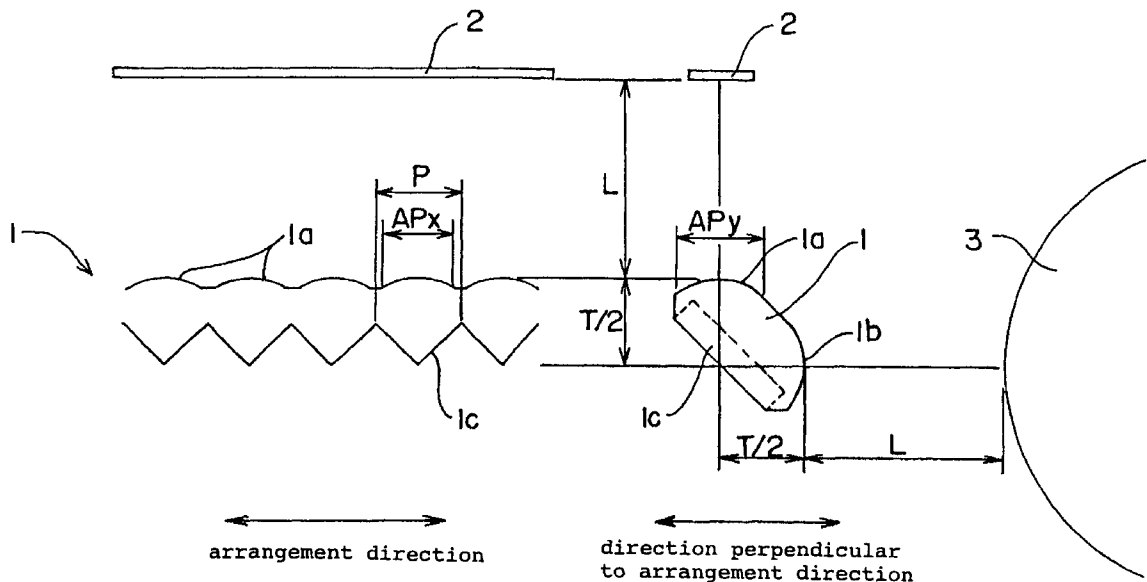 2
2
P
L
APx
APy
1
1a
1a
1
3
T/2
1b
1c
1c
T/2
L
arrangement direction
direction perpendicular
to arrangement direction